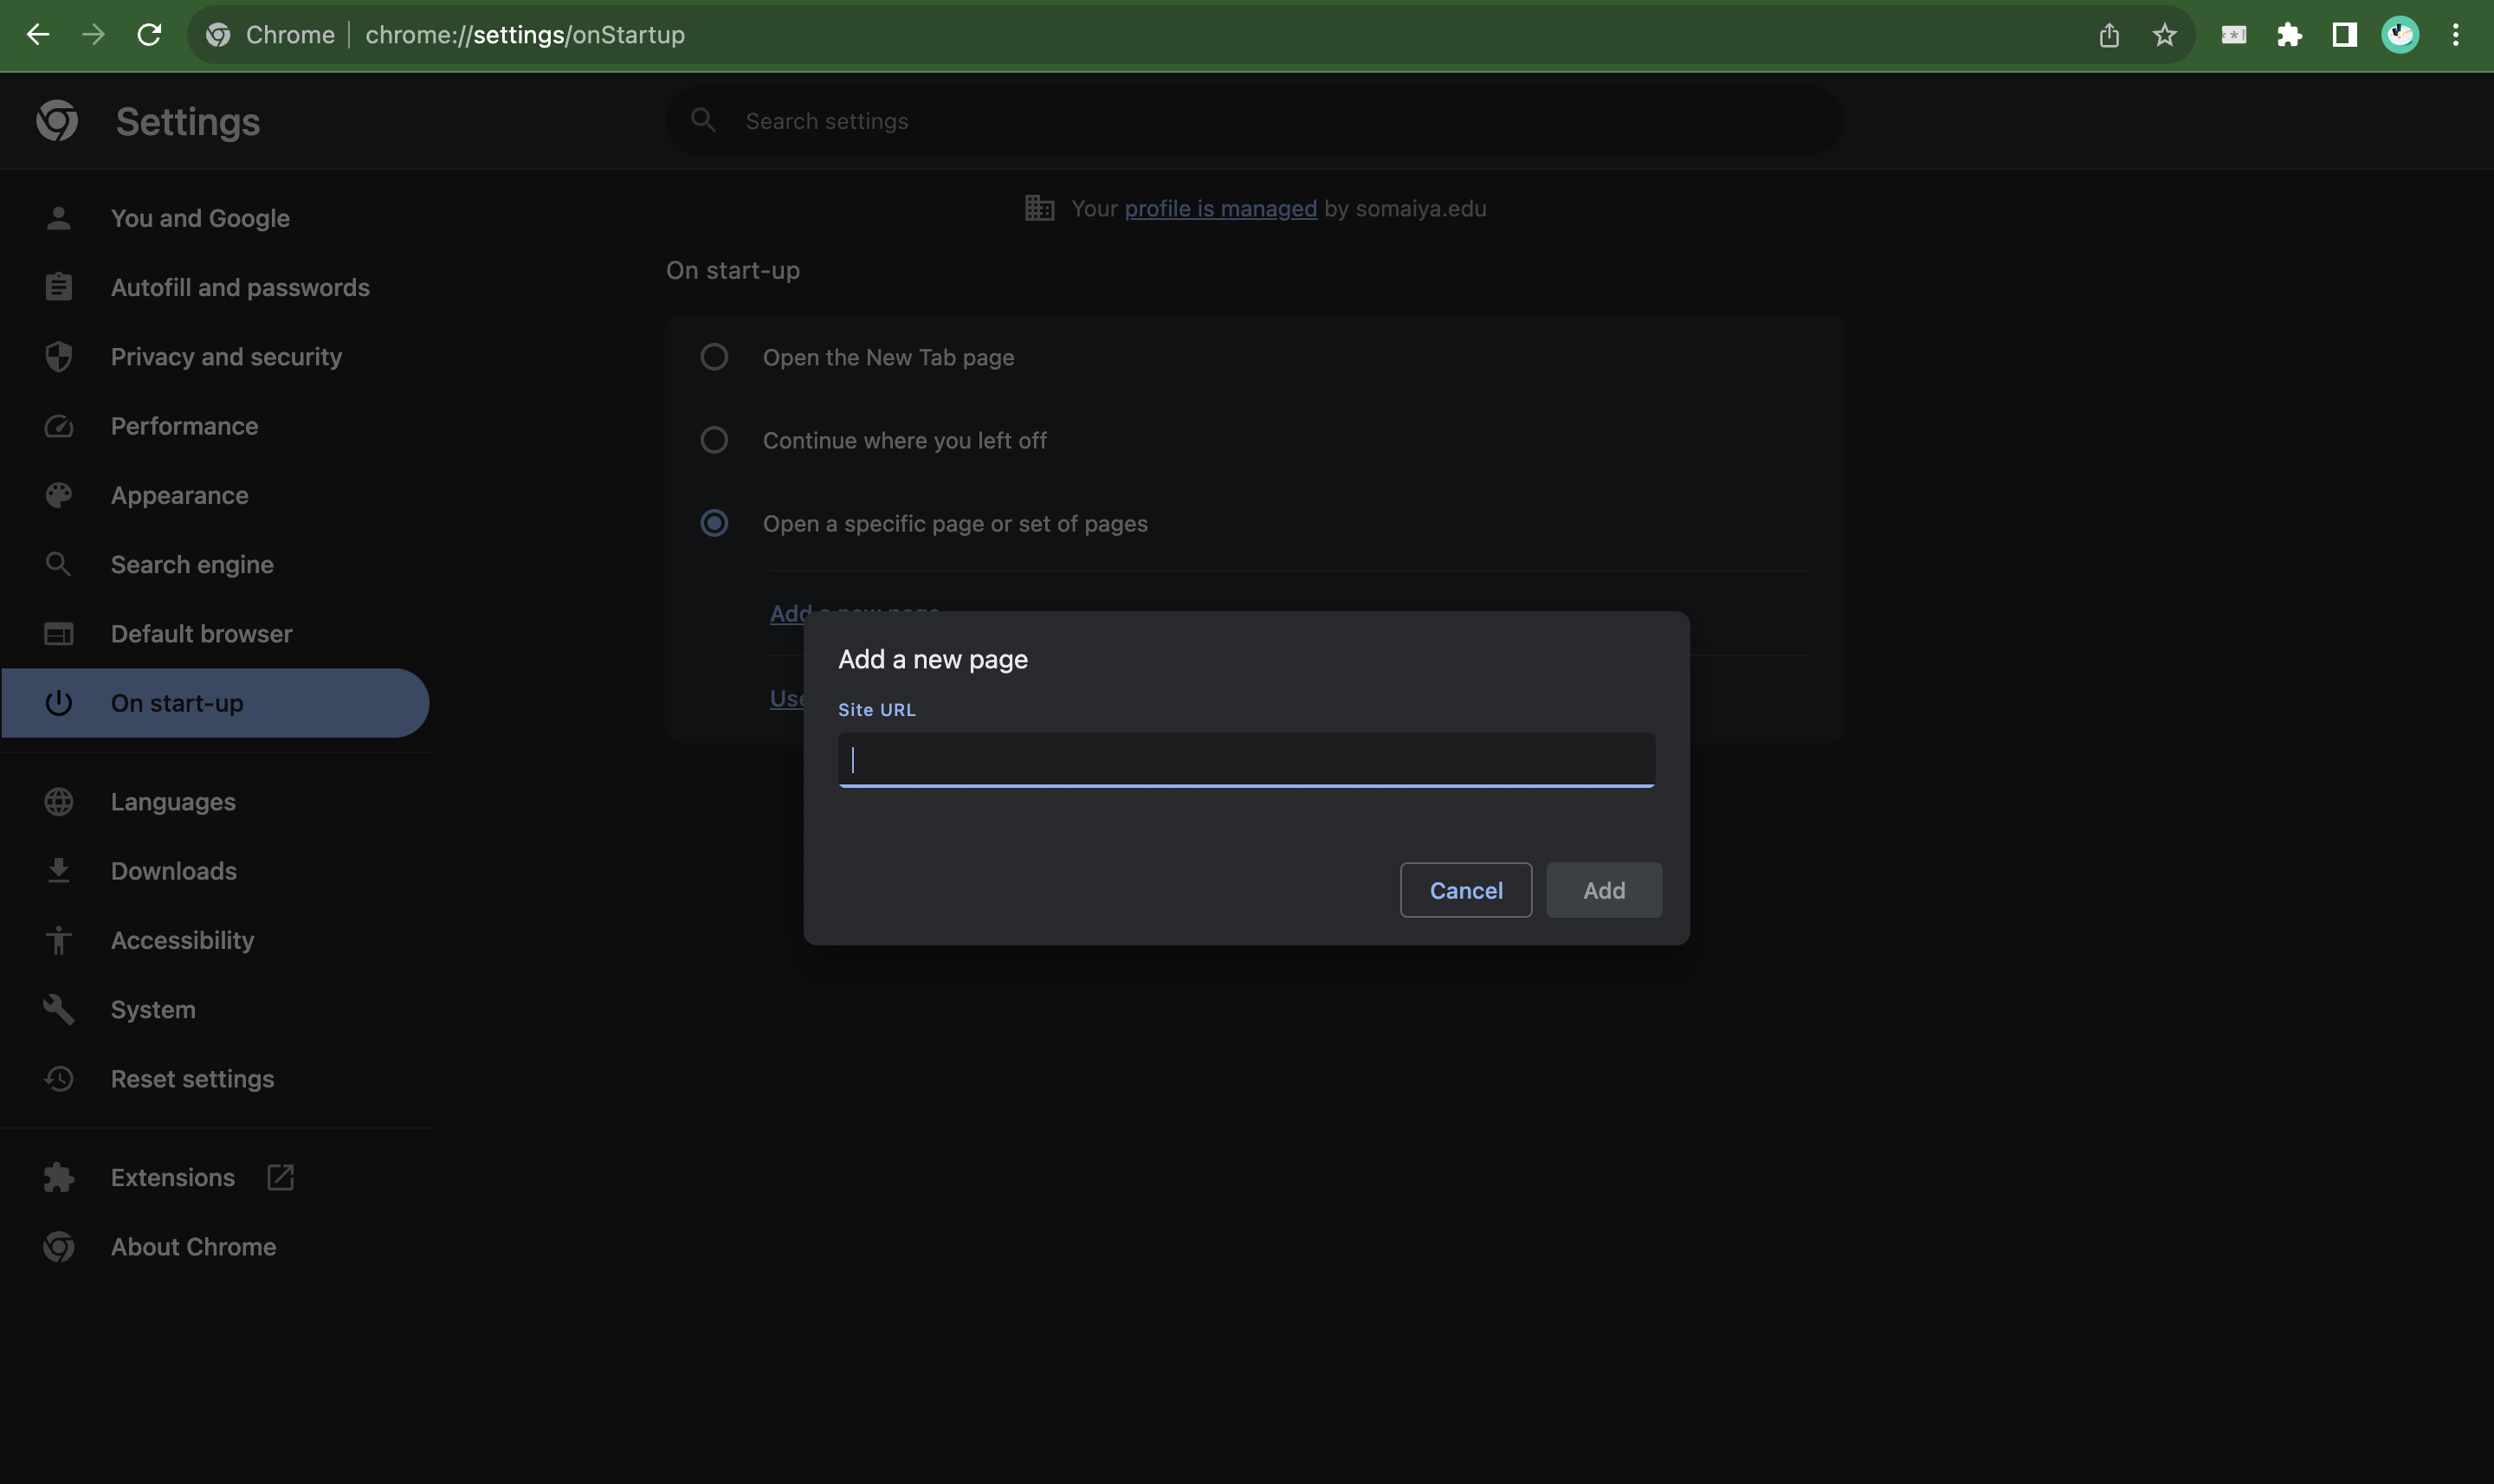 Chrome
chrome://settings/onStartup
Settings
Search settings
You and Google
Autofill and passwords
Privacy and security
Performance
Appearance
Search engine
Default browser
On start-up
Languages
Downloads
Accessibility
System
Reset settings
Extensions
About Chrome
Your profile is managed by somaiya.edu
On start-up
Open the New Tab page
Continue where you left off
Open a specific page or set of pages
Add a new page
Use
Add a new page
Site URL
Cancel
Add